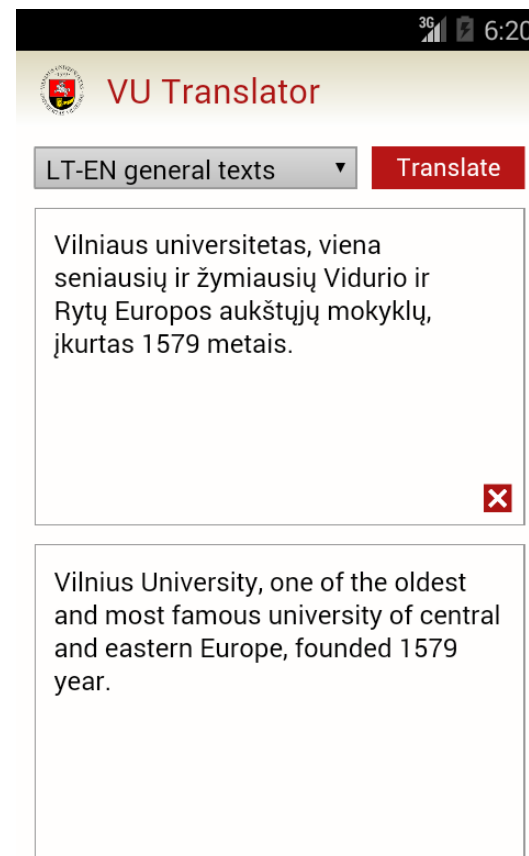 3G 6:20
VU Translator
LT-EN general texts Translate
Vilniaus universitetas, viena
seniausių ir žymiausių Vidurio ir
Rytų Europos aukštųjų mokyklų,
įkurtas 1579 metais.
Vilnius University, one of the oldest
and most famous university of central
and eastern Europe, founded 1579
year.